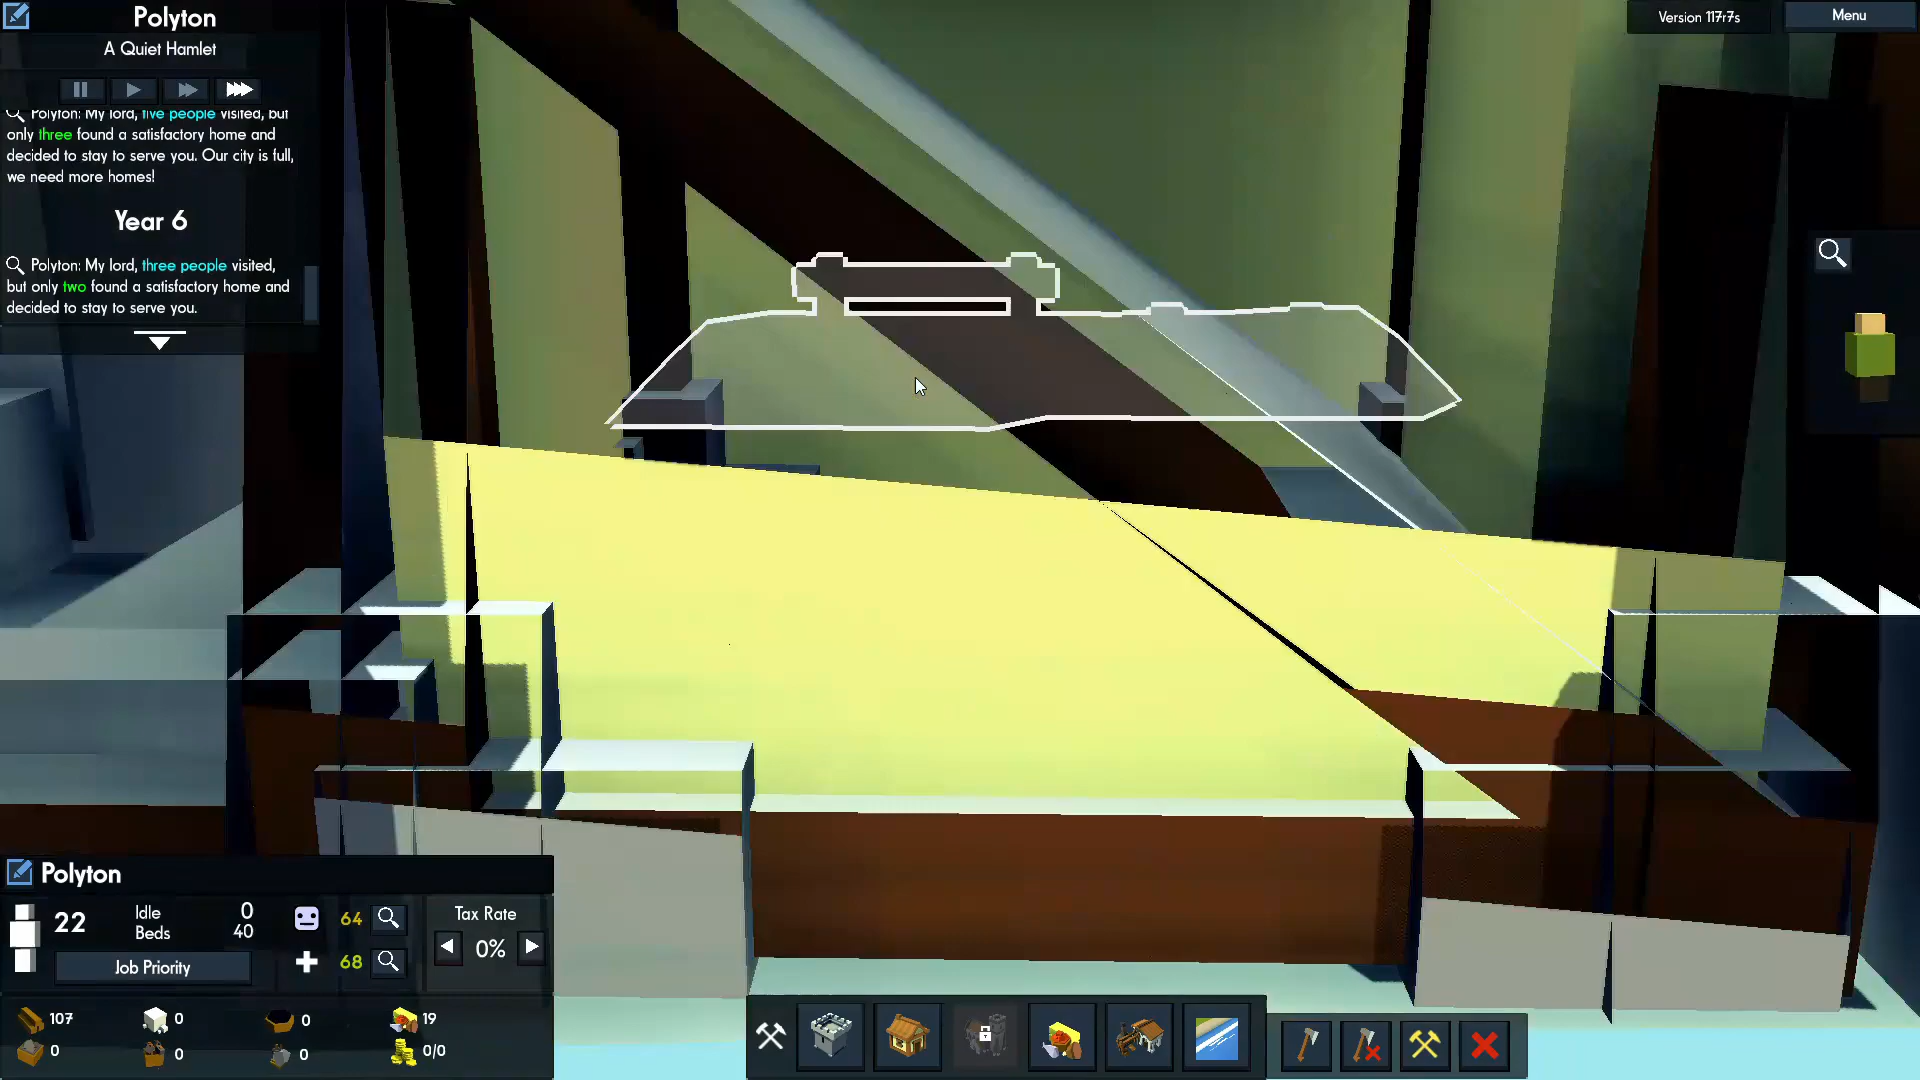 Polyton
A Quiet Hamlet
Polyton: My lord, five people visited, but
only three found a satisfactory home and
decided to stay to serve you. Our city is full,
we need more homes!
Year 6
Polyton: My lord, three people visited,
but only two found a satisfactory home and
decided to stay to serve you.
Version 117r7s
Menu
Polyton
22
Idle 0
Beds 40
Job Priority
64
68
Tax Rate
0%
107 0 0 19
0 0 0 0/0